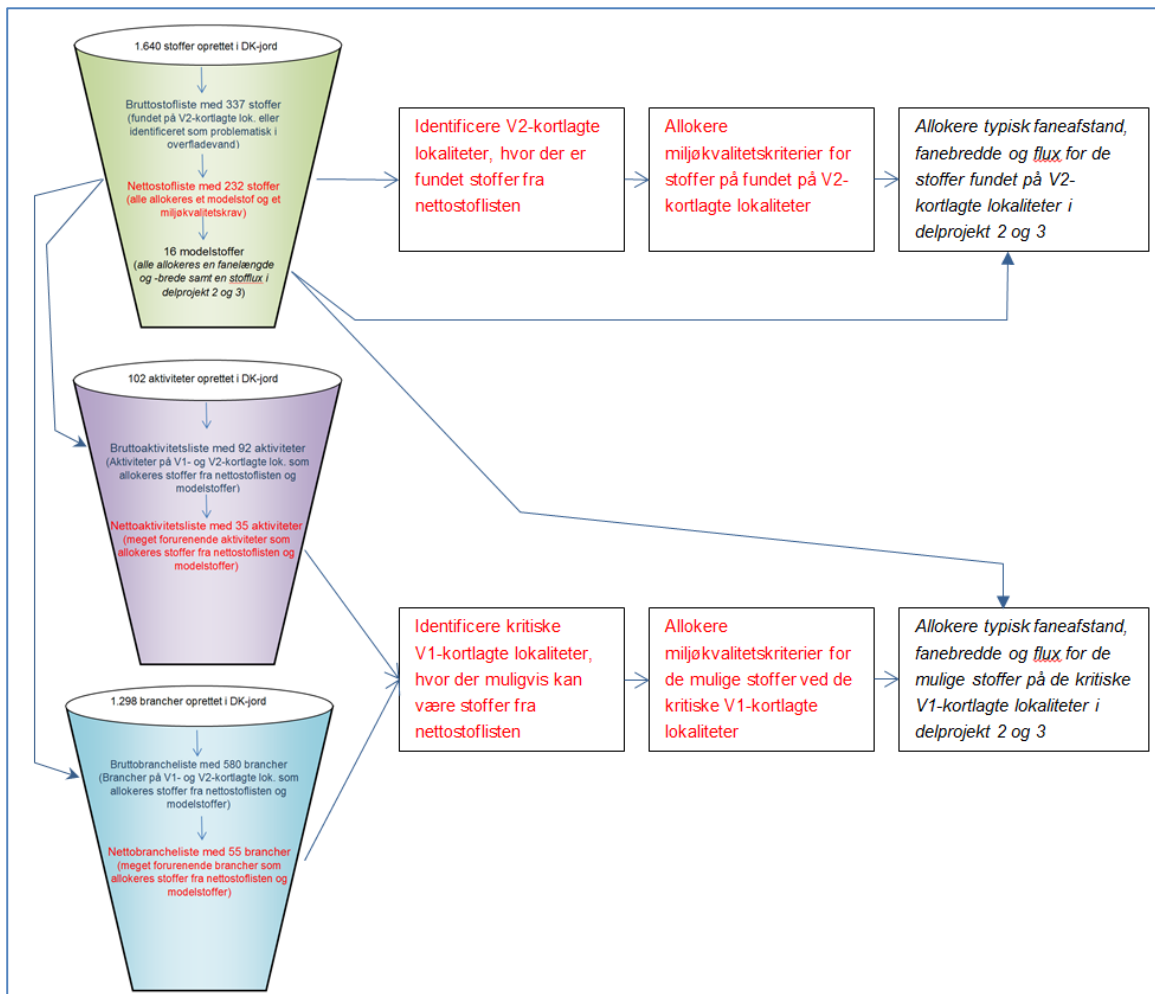 1.640 stoffer oprettet i DK-jord
Bruttostofliste med 337 stoffer
(fundet på V2-kortlagte lok. eller
identificeret som problematisk i
overfladevand)
Nettostofliste med 232 stoffer
(alle allokeres et modelstof og et
miljøkvalitetskrav)
16 modelstoffer
(alle allokeres en fanelængde
og -brede samt en stofflux i
delprojekt 2 og 3)
Identificere V2-kortlagte
lokaliteter, hvor der er
fundet stoffer fra
nettostoflisten
Allokere
miljøkvalitetskriterier for
stoffer på fundet på V2-
kortlagte lokaliteter
Allokere typisk faneafstand,
fanebredde og flux for de
stoffer fundet på V2-
kortlagte lokaliteter i
delprojekt 2 og 3
102 aktiviteter oprettet i DK-jord
Bruttoaktivitetsliste med 92 aktiviteter
(Aktiviteter på V1- og V2-kortlagte lok. som
allokeres stoffer fra nettostoflisten og
modelstoffer)
Nettoaktivitetsliste med 35 aktiviteter
(meget forurenende aktiviteter som
allokeres stoffer fra nettostoflisten og
modelstoffer)
Identificere kritiske
V1-kortlagte lokaliteter,
hvor der muligvis kan
være stoffer fra
nettostoflisten
Allokere
miljøkvalitetskriterier for
de mulige stoffer ved de
kritiske V1-kortlagte
lokaliteter
Allokere typisk faneafstand,
fanebredde og flux for de
mulige stoffer på de kritiske
V1-kortlagte lokaliteter i
delprojekt 2 og 3
1.298 brancher oprettet i DK-jord
Bruttobrancheliste med 580 brancher
(Brancher på V1- og V2-kortlagte lok. som
allokeres stoffer fra nettostoflisten og
modelstoffer)
Nettobrancheliste med 55 brancher
(meget forurenende brancher som
allokeres stoffer fra nettostoflisten og
modelstoffer)